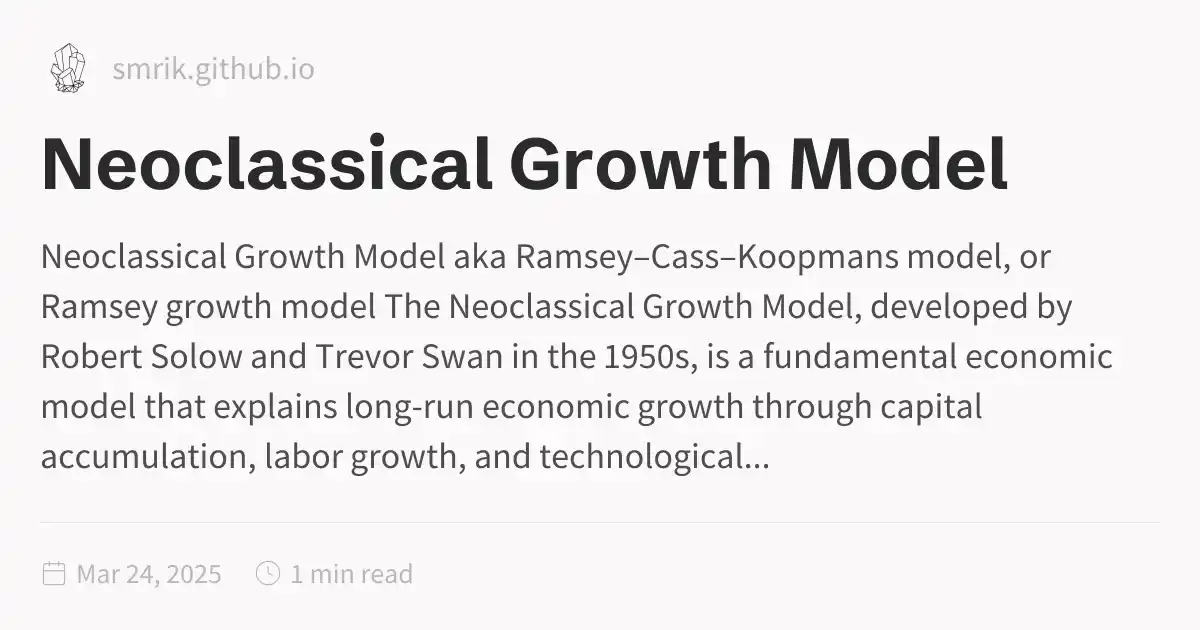 smrik.github.io
Neoclassical Growth Model
Neoclassical Growth Model aka Ramsey–Cass–Koopmans model, or
Ramsey growth model The Neoclassical Growth Model, developed by
Robert Solow and Trevor Swan in the 1950s, is a fundamental economic
model that explains long-run economic growth through capital
accumulation, labor growth, and technological...
Mar 24, 2025 1 min read